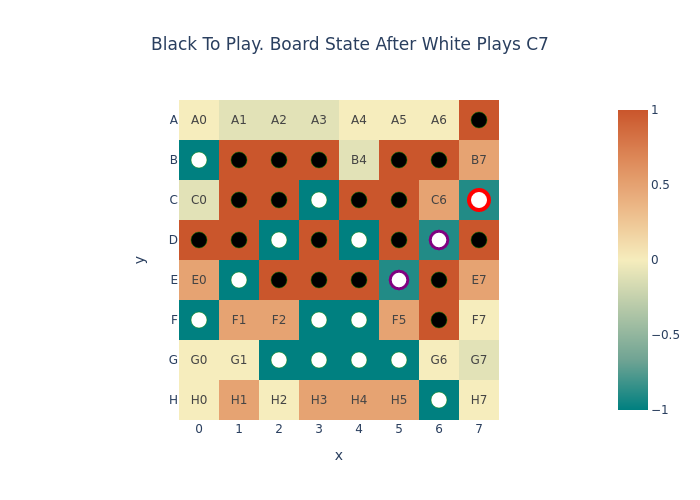 Black To Play. Board State After White Plays C7
A A0 A1 A2 A3 A4 A5 A6
B B4 B7
C C0 C6
D
E E0 E7
F F1 F2 F5 F7
G G0 G1 G6 G7
H H0 H1 H2 H3 H4 H5 H7
0 1 2 3 4 5 6 7
x
y
1
0.5
0
−0.5
−1